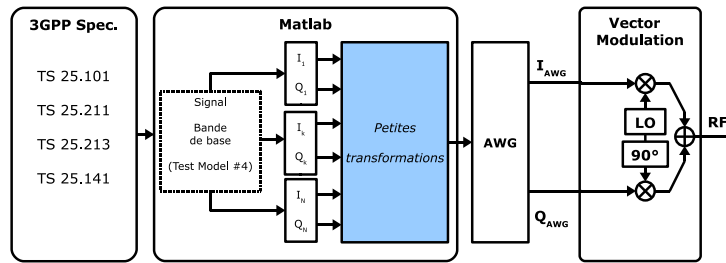 3GPP Spec.
TS 25.101
TS 25.211
TS 25.213
TS 25.141
Matlab
Signal
Bande
de base
(Test Model #4)
I1
Q1
Ik
Qk
IN
QN
Petites
transformations
AWG
IAWG
QAWG
Vector
Modulation
LO
90°
RF